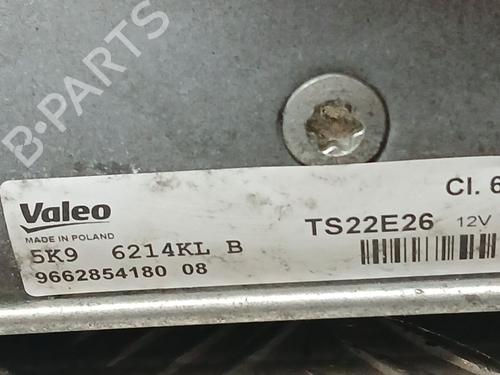 B-PARTS
Valeo
MADE IN POLAND
5K9 6214KL B
9662854180 08
Cl. 6
TS22E26 12V